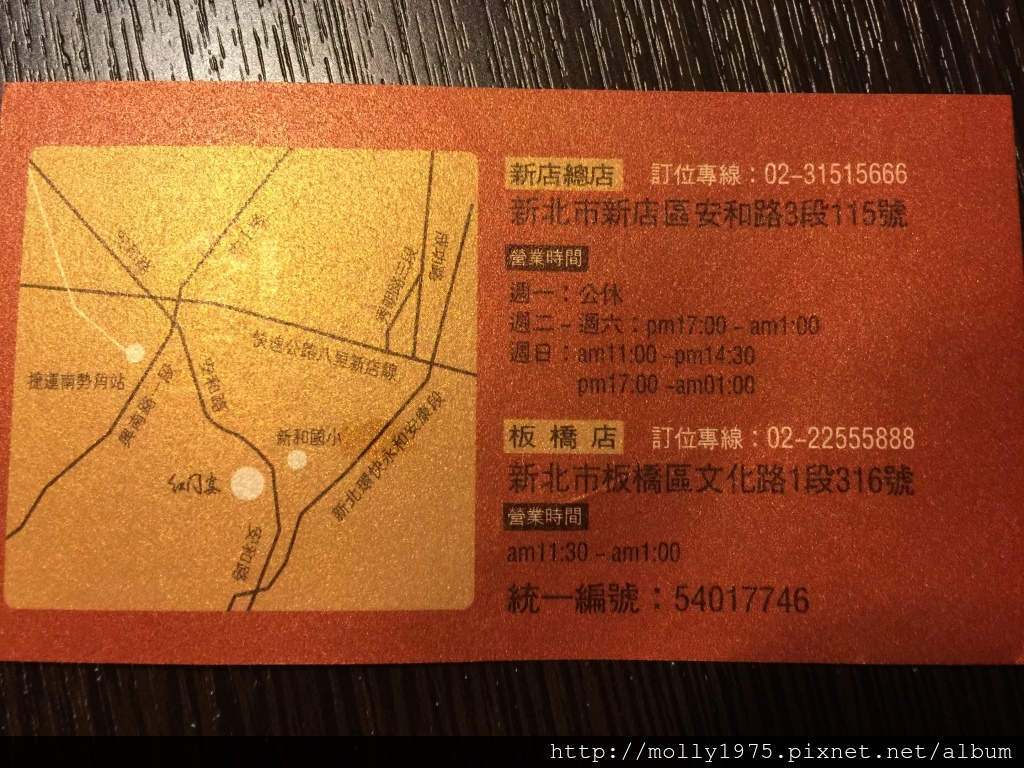 新店總店 訂位專線：02-31515666
新北市新店區安和路3段115號
營業時間
週一：公休
週二-週六：pm17:00-am1:00
週日：am11:00-pm14:30
pm17:00-am01:00
板橋店 訂位專線：02-22555888
新北市板橋區文化路1段316號
營業時間
am11:30-am1:00
統一編號：54017746
快速公路八號新店線
捷運南勢角站
興南路一段
安和路
新和國小
紅門宴
新北環快永和安康段
安和路
http://molly1975.pixnet.net/album